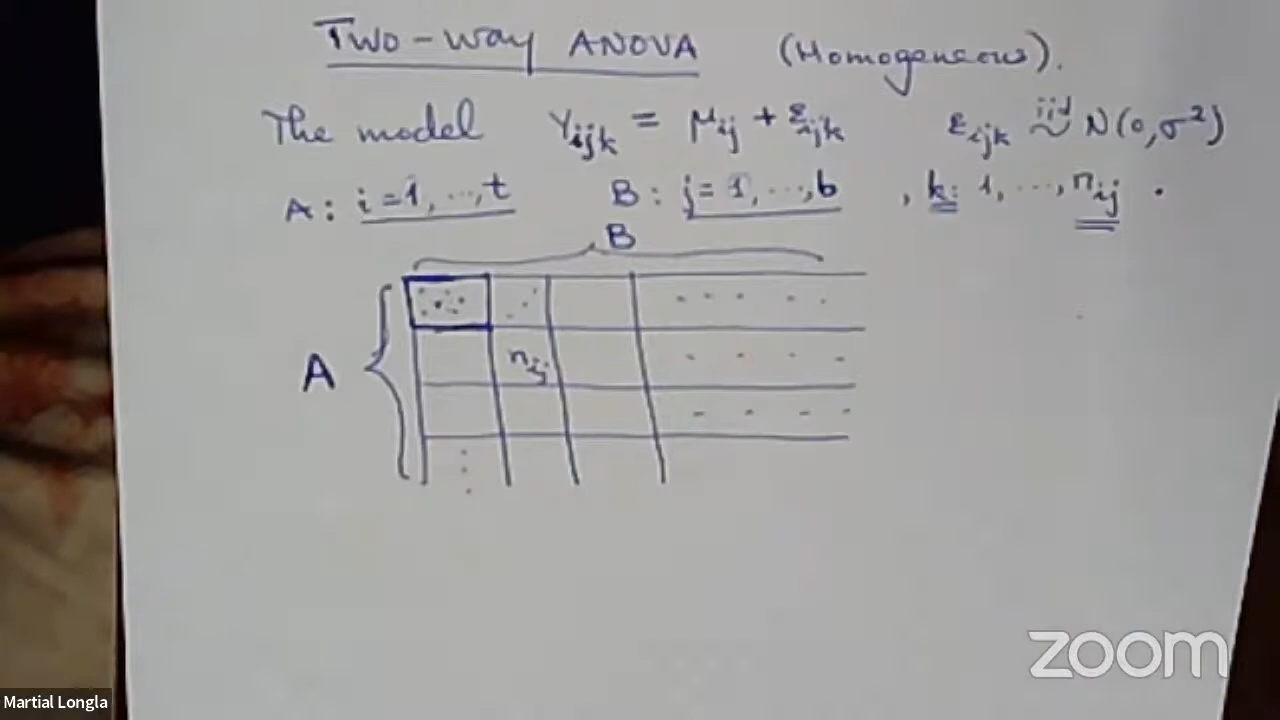 Two-way ANOVA (Homogeneous).
The model Yijk = μij + εijk εijk iid ~ N(0, σ²)
A: i = 1, ..., t B: j = 1, ..., b , k: 1, ..., nij .
B
A
nij
zoom
Martial Longla